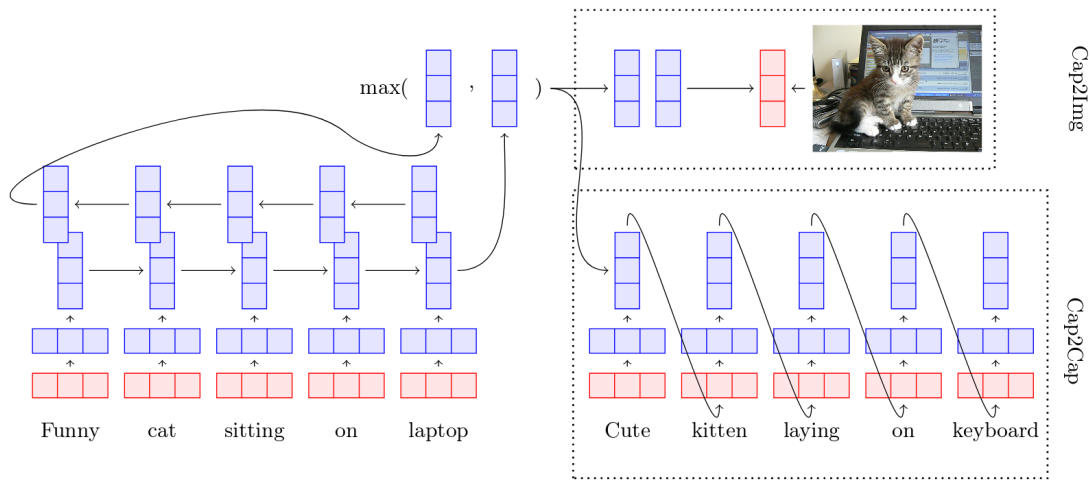 max( , )
Cap2Img
Funny cat sitting on laptop
Cute kitten laying on keyboard
Cap2Cap